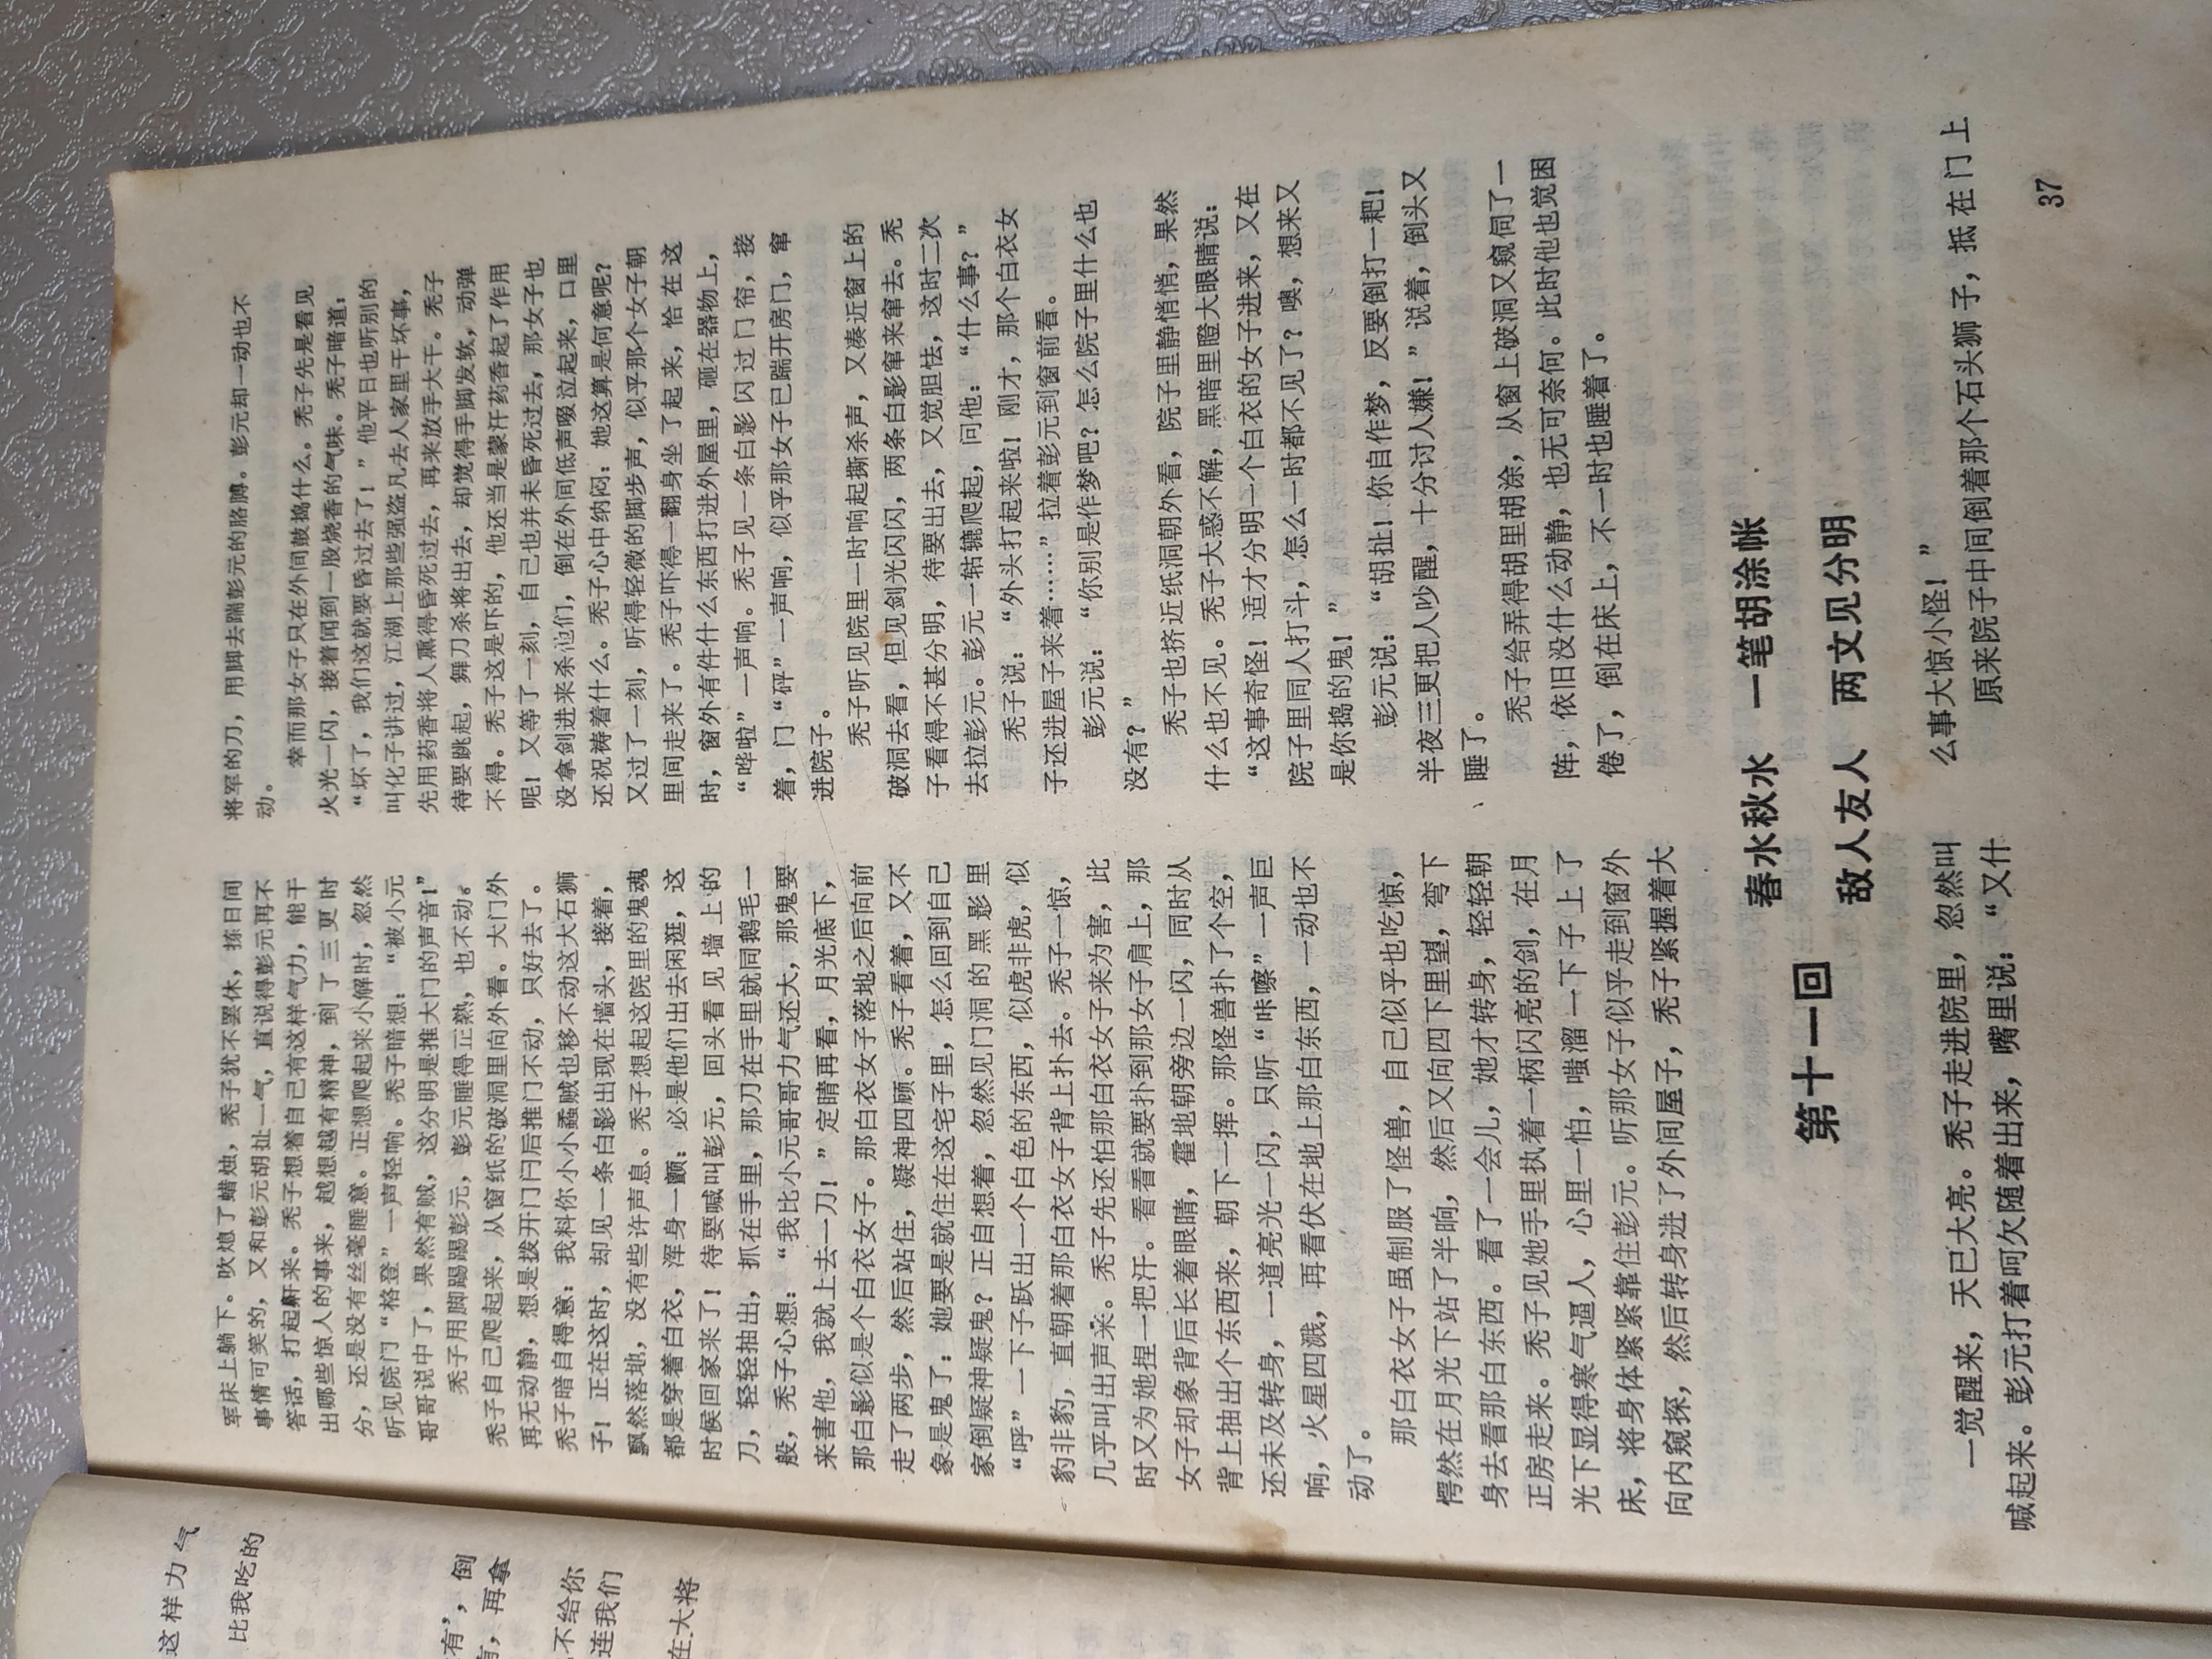 这样力气
比我吃的
有’，倒
有，再拿
不给你
连我们
在大将
军床上躺下。吹熄了蜡烛，秃子犹不罢休，拣日间
事情可笑的，又和彭元胡扯一气，直说得彭元再不
答话，打起鼾来。秃子想着自己有这样气力，能干
出哪些惊人的事来，越想越有精神，到了三更时
分，还是没有丝毫睡意。正想爬起来小解时，忽然
听见院门“格登”一声轻响。秃子暗想：“被小元
哥哥说中了，果然有贼，这分明是推大门的声音！”
秃子用脚踢踢彭元，彭元睡得正熟，也不动。
秃子自己爬起来，从窗纸的破洞里向外看。大门外
再无动静，想是拨开门闩后推门不动，只好去了。
秃子暗自得意：我料你小小蟊贼也移不动这大石狮
子！正在这时，却见一条白影出现在墙头，接着，
飘然落地，没有些许声息。秃子想起这院里的鬼魂
都是穿着白衣，浑身一颤：必是他们出去闲逛，这
时候回家来了！待要喊叫彭元，回头看见墙上的
刀，轻轻抽出，抓在手里，那刀在手里就同鹅毛一
般，秃子心想：“我比小元哥哥力气还大，那鬼要
来害他，我就上去一刀！”定睛再看，月光底下，
那白影似是个白衣女子。那白衣女子落地之后向前
走了两步，然后站住，凝神四顾。秃子看着，又不
象是鬼了：她要是就住在这宅子里，怎么回到自己
家倒疑神疑鬼？正自想着，忽然见门洞的黑影里
“呼”一下子跃出一个白色的东西，似虎非虎，似
豹非豹，直朝着那白衣女子背上扑去。秃子一惊，
几乎叫出声来。秃子先还怕那白衣女子来为害，此
时又为她捏一把汗。看看就要扑到那女子肩上，那
女子却象背后长着眼睛，霍地朝旁边一闪，同时从
背上抽出个东西来，朝下一挥。那怪兽扑了个空，
还未及转身，一道亮光一闪，只听“咔嚓”一声巨
响，火星四溅，再看伏在地上那白东西，一动也不
动了。
那白衣女子虽制服了怪兽，自己似乎也吃惊，
愕然在月光下站了半晌，然后又向四下里望，弯下
身去看那白东西。看了一会儿，她才转身，轻轻朝
正房走来。秃子见她手里执着一柄闪亮的剑，在月
光下显得寒气逼人，心里一怕，嗤溜一下子上了
床，将身体紧紧靠住彭元。听那女子似乎走到窗外
向内窥探，然后转身进了外间屋子，秃子紧握着大
将军的刀，用脚去踹彭元的胳膊。彭元却一动也不
动。
幸而那女子只在外间鼓捣什么。秃子先是看见
火光一闪，接着闻到一股烧香的气味。秃子暗道：
“坏了，我们这就要昏过去了！”他平日也听别的
叫化子讲过，江湖上那些强盗凡去人家里干坏事，
先用药香将人熏得昏死过去，再来放手大干。秃子
待要跳起，舞刀杀将出去，却觉得手脚发软，动弹
不得。秃子这是吓的，他还当是蒙汗药香起了作用
呢！又等了一刻，自己也并未昏死过去，那女子也
没拿剑进来杀他们，倒在外间低声啜泣起来，口里
还祝祷着什么。秃子心中纳闷：她这算是何意呢？
又过了一刻，听得轻微的脚步声，似乎那个女子朝
里间走来了。秃子吓得一翻身坐了起来，恰在这
时，窗外有件什么东西打进外屋里，砸在器物上，
“哗啦”一声响。秃子见一条白影闪过门帘，接
着，门“砰”一声响，似乎那女子已踹开房门，窜
进院子。
秃子听见院里一时响起撕杀声，又凑近窗上的
破洞去看，但见剑光闪闪，两条白影窜来窜去。秃
子看得不甚分明，待要出去，又觉胆怯，这时二次
去拉彭元。彭元一轱辘爬起，问他：“什么事？”
秃子说：“外头打起来啦！刚才，那个白衣女
子还进屋子来着……”拉着彭元到窗前看。
彭元说：“你别是作梦吧？怎么院子里什么也
没有？”
秃子也挤近纸洞朝外看，院子里静悄悄，果然
什么也不见。秃子大惑不解，黑暗里瞪大眼睛说：
“这事奇怪！适才分明一个白衣的女子进来，又在
院子里同人打斗，怎么一时都不见了？噢，想来又
是你捣的鬼！”
彭元说：“胡扯！你自作梦，反要倒打一耙！
半夜三更把人吵醒，十分讨人嫌！”说着，倒头又
睡了。
秃子给弄得胡里胡涂，从窗上破洞又窥伺了一
阵，依旧没什么动静，也无可奈何。此时他也觉困
倦了，倒在床上，不一时也睡着了。
第十一回
春水秋水　一笔胡涂帐
敌人友人　两文见分明
一觉醒来，天已大亮。秃子走进院里，忽然叫
喊起来。彭元打着呵欠随着出来，嘴里说：“又什
么事大惊小怪！”
原来院子中间倒着那个石头狮子，抵在门上
37